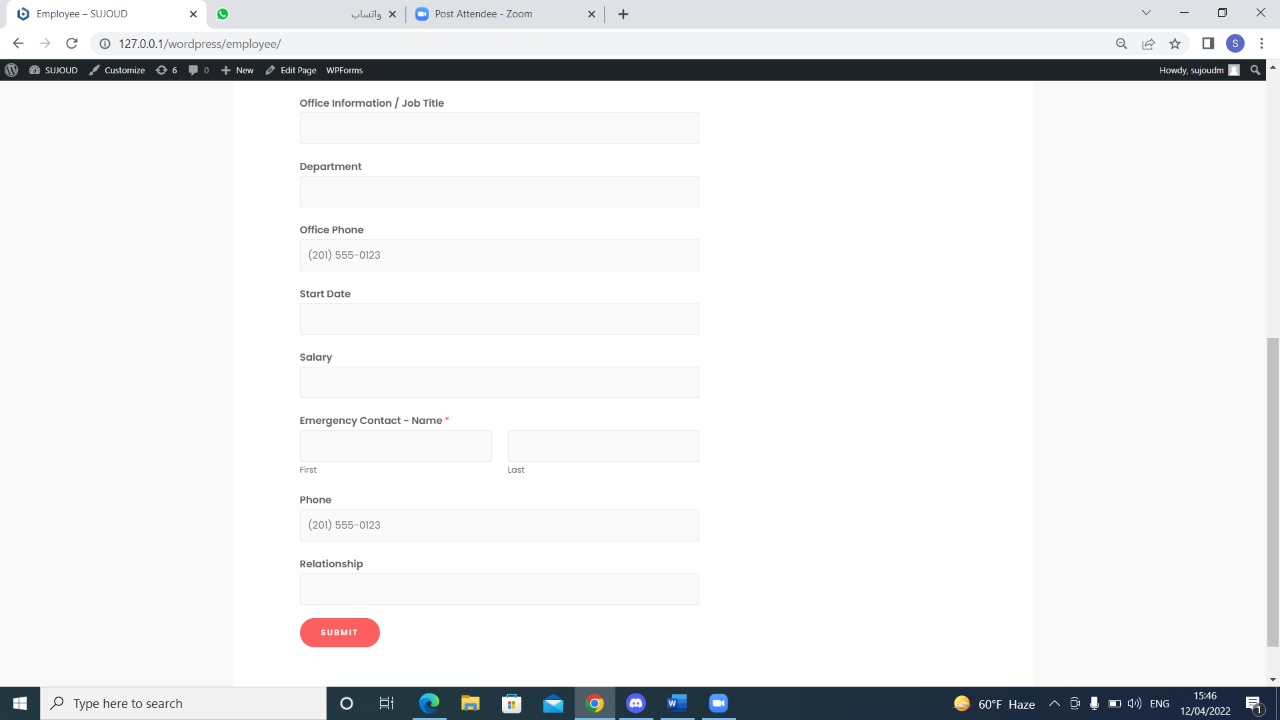 Employee – SUJOUD
واتساب
Post Attendee - Zoom
127.0.0.1/wordpress/employee/
S
SUJOUD Customize 6 0 New Edit Page WPForms Howdy, sujoudm
Office Information / Job Title
Department
Office Phone
(201) 555-0123
Start Date
Salary
Emergency Contact - Name *
First Last
Phone
(201) 555-0123
Relationship
SUBMIT
Type here to search
60°F Haze
ENG
15:46
12/04/2022
1